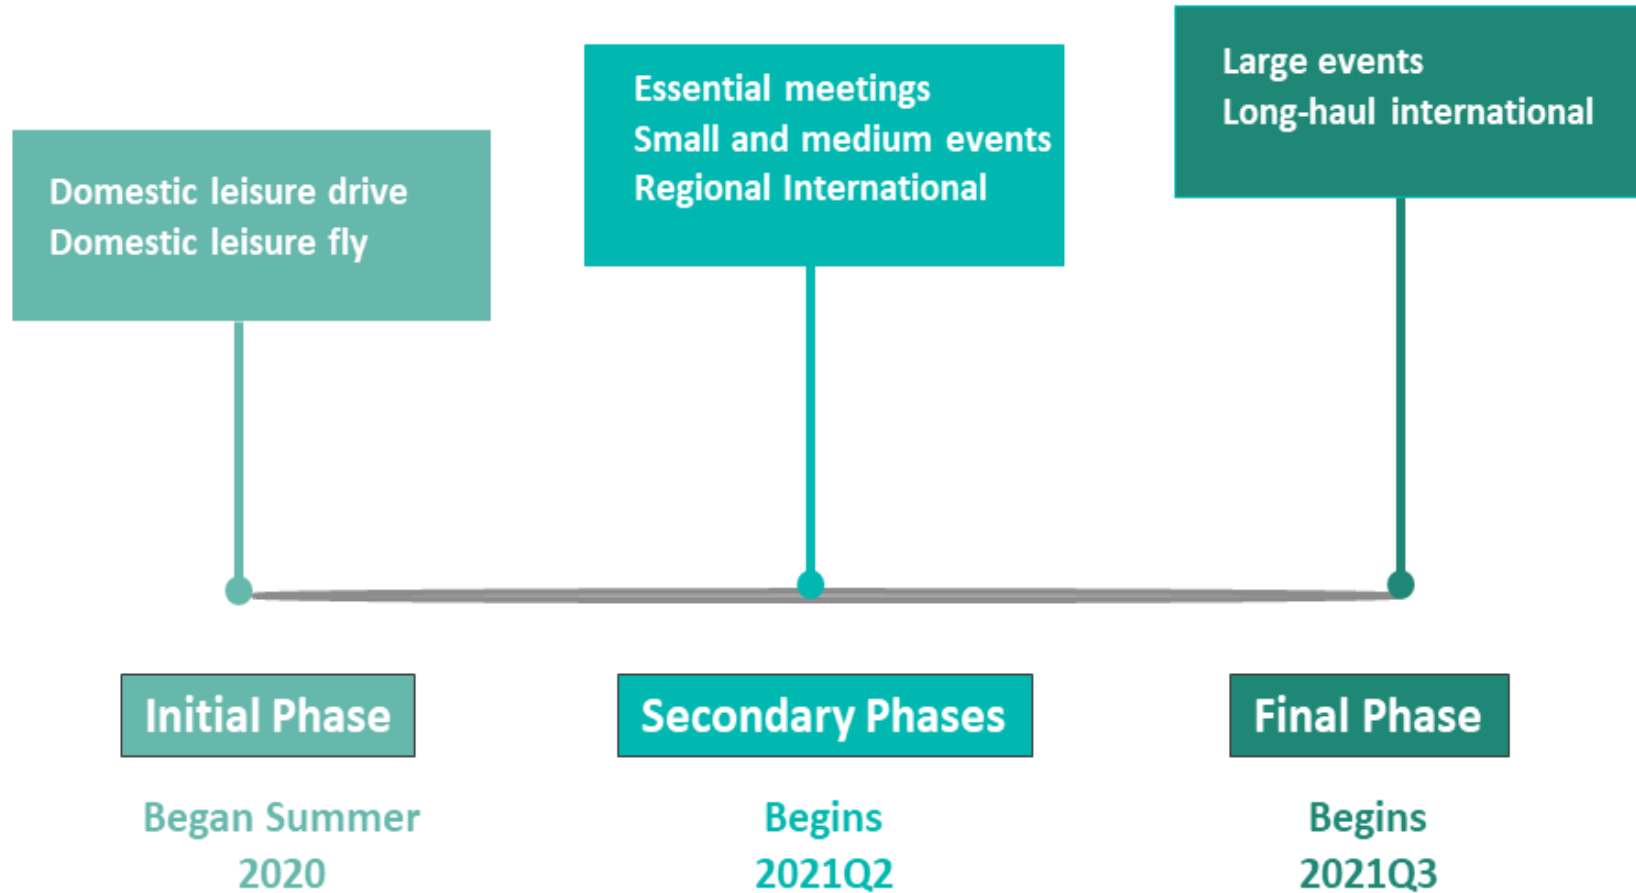 Domestic leisure drive
Domestic leisure fly
Essential meetings
Small and medium events
Regional International
Large events
Long-haul international
Initial Phase
Began Summer
2020
Secondary Phases
Begins
2021Q2
Final Phase
Begins
2021Q3